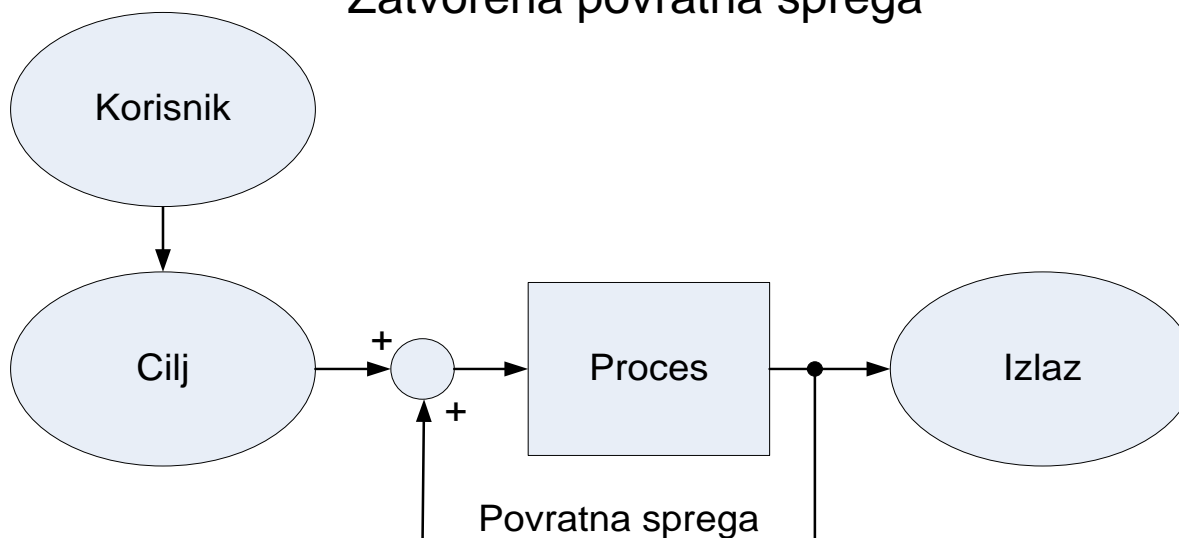 Zatvorena povratna sprega
Korisnik
Cilj
+
+
Proces
Izlaz
Povratna sprega